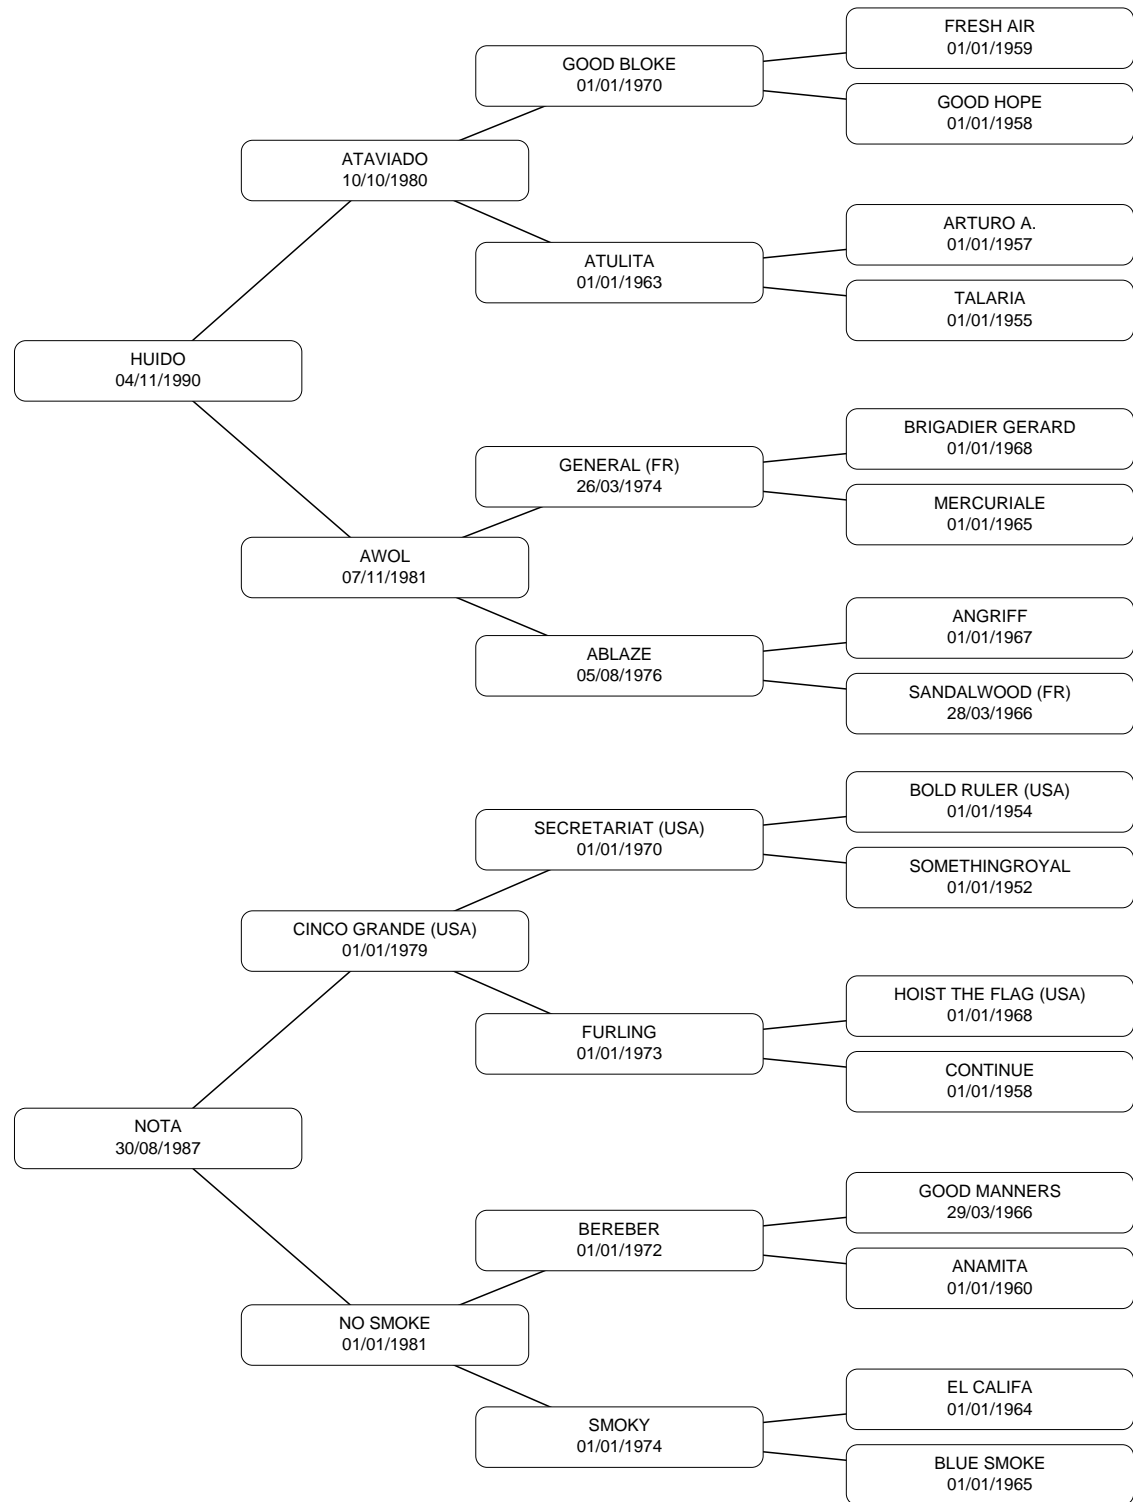 FRESH AIR
01/01/1959
GOOD BLOKE
01/01/1970
GOOD HOPE
01/01/1958
ATAVIADO
10/10/1980
ARTURO A.
01/01/1957
ATULITA
01/01/1963
TALARIA
01/01/1955
HUIDO
04/11/1990
BRIGADIER GERARD
01/01/1968
GENERAL (FR)
26/03/1974
MERCURIALE
01/01/1965
AWOL
07/11/1981
ANGRIFF
01/01/1967
ABLAZE
05/08/1976
SANDALWOOD (FR)
28/03/1966
BOLD RULER (USA)
01/01/1954
SECRETARIAT (USA)
01/01/1970
SOMETHINGROYAL
01/01/1952
CINCO GRANDE (USA)
01/01/1979
HOIST THE FLAG (USA)
01/01/1968
FURLING
01/01/1973
CONTINUE
01/01/1958
NOTA
30/08/1987
GOOD MANNERS
29/03/1966
BEREBER
01/01/1972
ANAMITA
01/01/1960
NO SMOKE
01/01/1981
EL CALIFA
01/01/1964
SMOKY
01/01/1974
BLUE SMOKE
01/01/1965